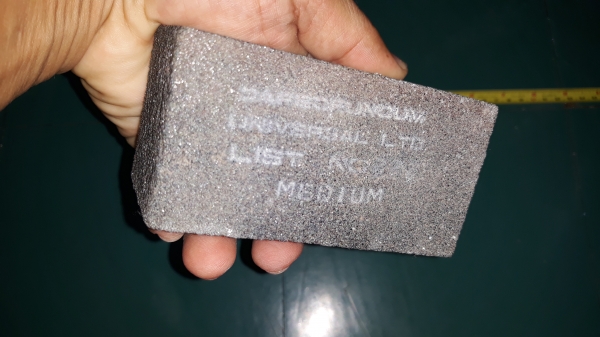 CARBORUNDUM
UNIVERSAL LTD
LIST NO
MEDIUM